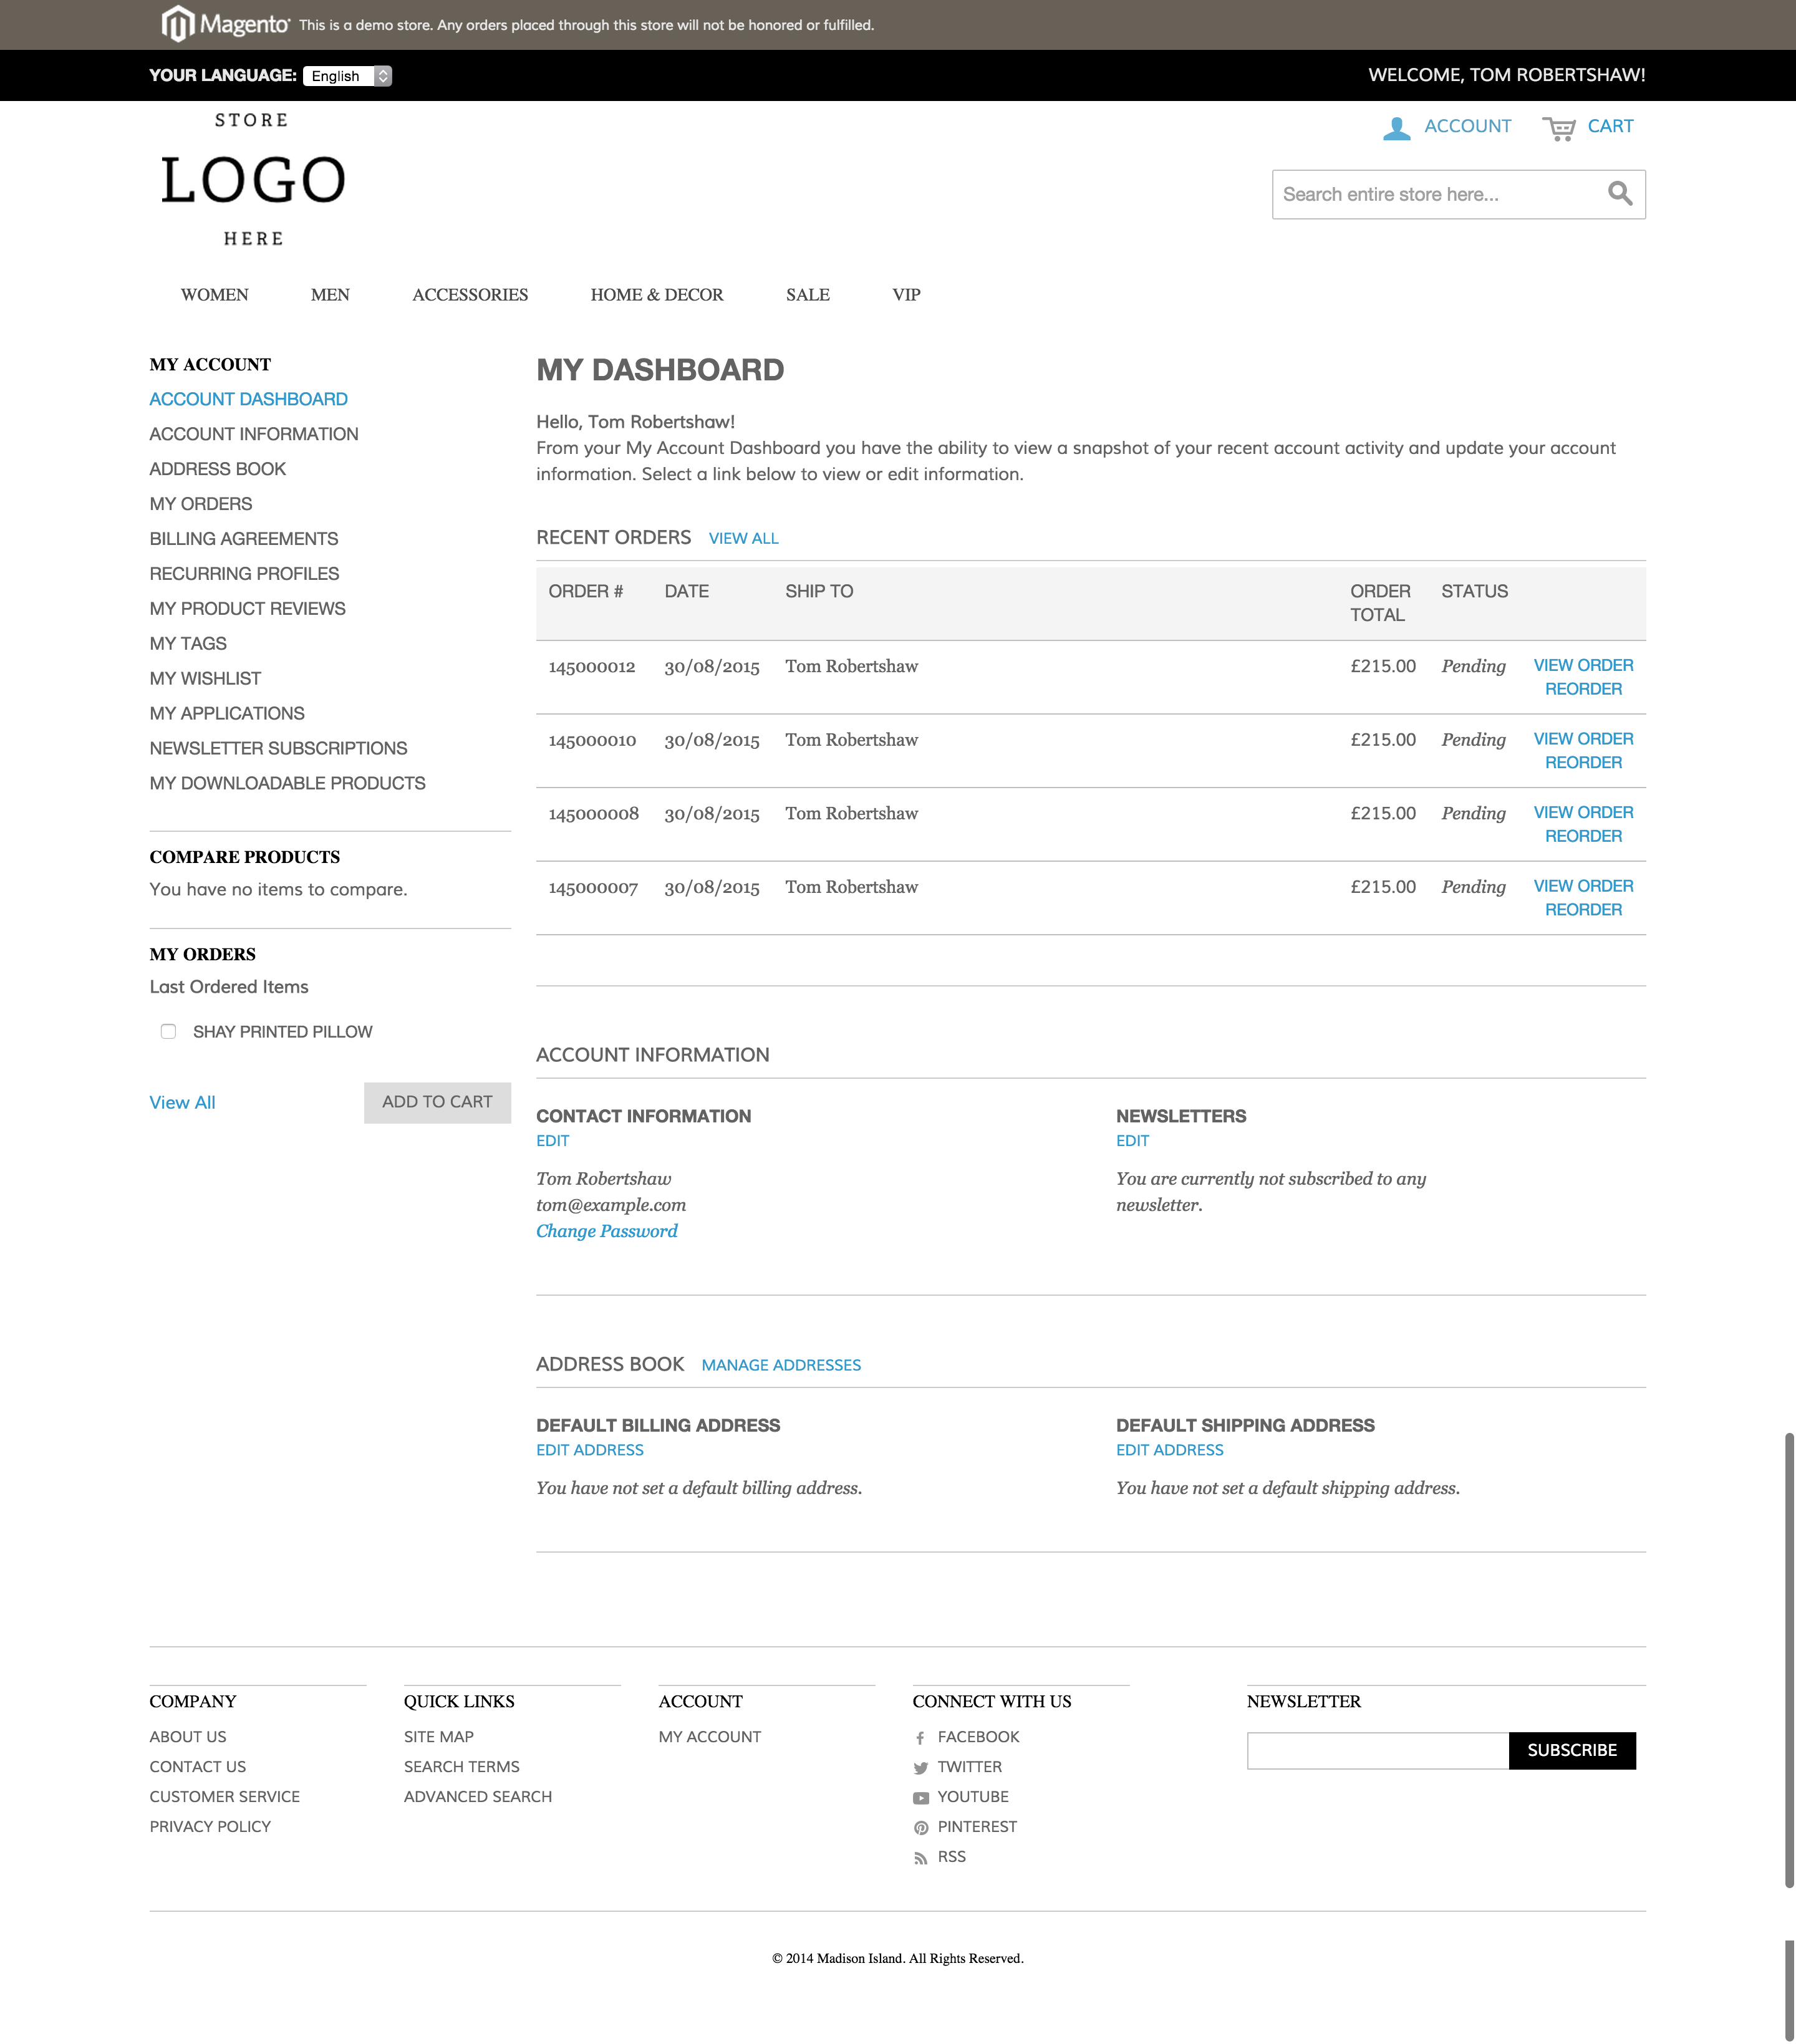 Magento This is a demo store. Any orders placed through this store will not be honored or fulfilled.
YOUR LANGUAGE: English WELCOME, TOM ROBERTSHAW!
STORE
LOGO
HERE
ACCOUNT CART
Search entire store here...
WOMEN MEN ACCESSORIES HOME & DECOR SALE VIP
MY ACCOUNT
ACCOUNT DASHBOARD
ACCOUNT INFORMATION
ADDRESS BOOK
MY ORDERS
BILLING AGREEMENTS
RECURRING PROFILES
MY PRODUCT REVIEWS
MY TAGS
MY WISHLIST
MY APPLICATIONS
NEWSLETTER SUBSCRIPTIONS
MY DOWNLOADABLE PRODUCTS
COMPARE PRODUCTS
You have no items to compare.
MY ORDERS
Last Ordered Items
SHAY PRINTED PILLOW
View All ADD TO CART
MY DASHBOARD
Hello, Tom Robertshaw!
From your My Account Dashboard you have the ability to view a snapshot of your recent account activity and update your account
information. Select a link below to view or edit information.
RECENT ORDERS VIEW ALL
ORDER # DATE SHIP TO ORDER TOTAL STATUS
145000012 30/08/2015 Tom Robertshaw £215.00 Pending VIEW ORDER
REORDER
145000010 30/08/2015 Tom Robertshaw £215.00 Pending VIEW ORDER
REORDER
145000008 30/08/2015 Tom Robertshaw £215.00 Pending VIEW ORDER
REORDER
145000007 30/08/2015 Tom Robertshaw £215.00 Pending VIEW ORDER
REORDER
ACCOUNT INFORMATION
CONTACT INFORMATION
EDIT
Tom Robertshaw
tom@example.com
Change Password
NEWSLETTERS
EDIT
You are currently not subscribed to any
newsletter.
ADDRESS BOOK MANAGE ADDRESSES
DEFAULT BILLING ADDRESS
EDIT ADDRESS
You have not set a default billing address.
DEFAULT SHIPPING ADDRESS
EDIT ADDRESS
You have not set a default shipping address.
COMPANY
ABOUT US
CONTACT US
CUSTOMER SERVICE
PRIVACY POLICY
QUICK LINKS
SITE MAP
SEARCH TERMS
ADVANCED SEARCH
ACCOUNT
MY ACCOUNT
CONNECT WITH US
FACEBOOK
TWITTER
YOUTUBE
PINTEREST
RSS
NEWSLETTER
SUBSCRIBE
© 2014 Madison Island. All Rights Reserved.